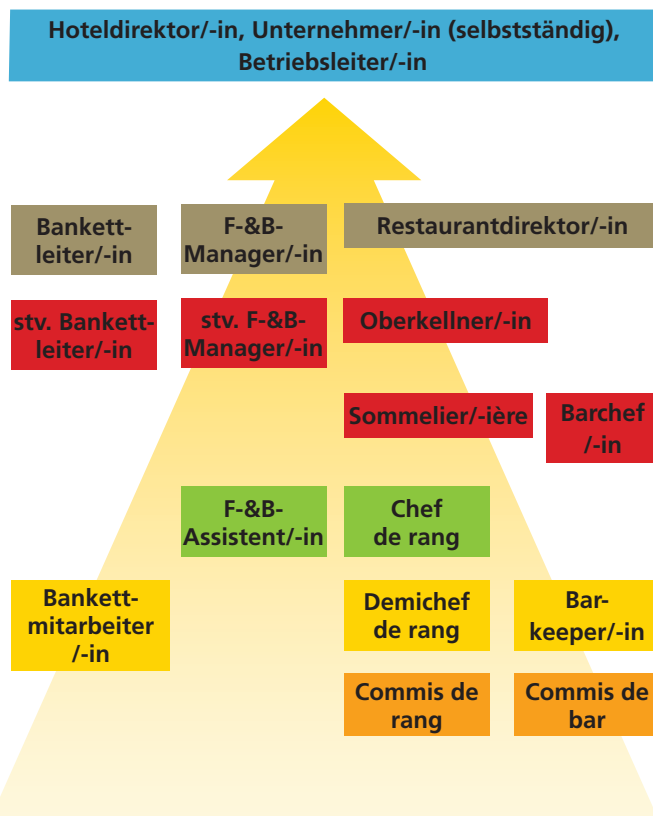 Hoteldirektor/-in, Unternehmer/-in (selbstständig),
Betriebsleiter/-in
Bankett-
leiter/-in
F-&B-
Manager/-in
Restaurantdirektor/-in
stv. Bankett-
leiter/-in
stv. F-&B-
Manager/-in
Oberkellner/-in
Sommelier/-ière
Barchef
/-in
F-&B-
Assistent/-in
Chef
de rang
Bankett-
mitarbeiter
/-in
Demichef
de rang
Bar-
keeper/-in
Commis de
rang
Commis de
bar